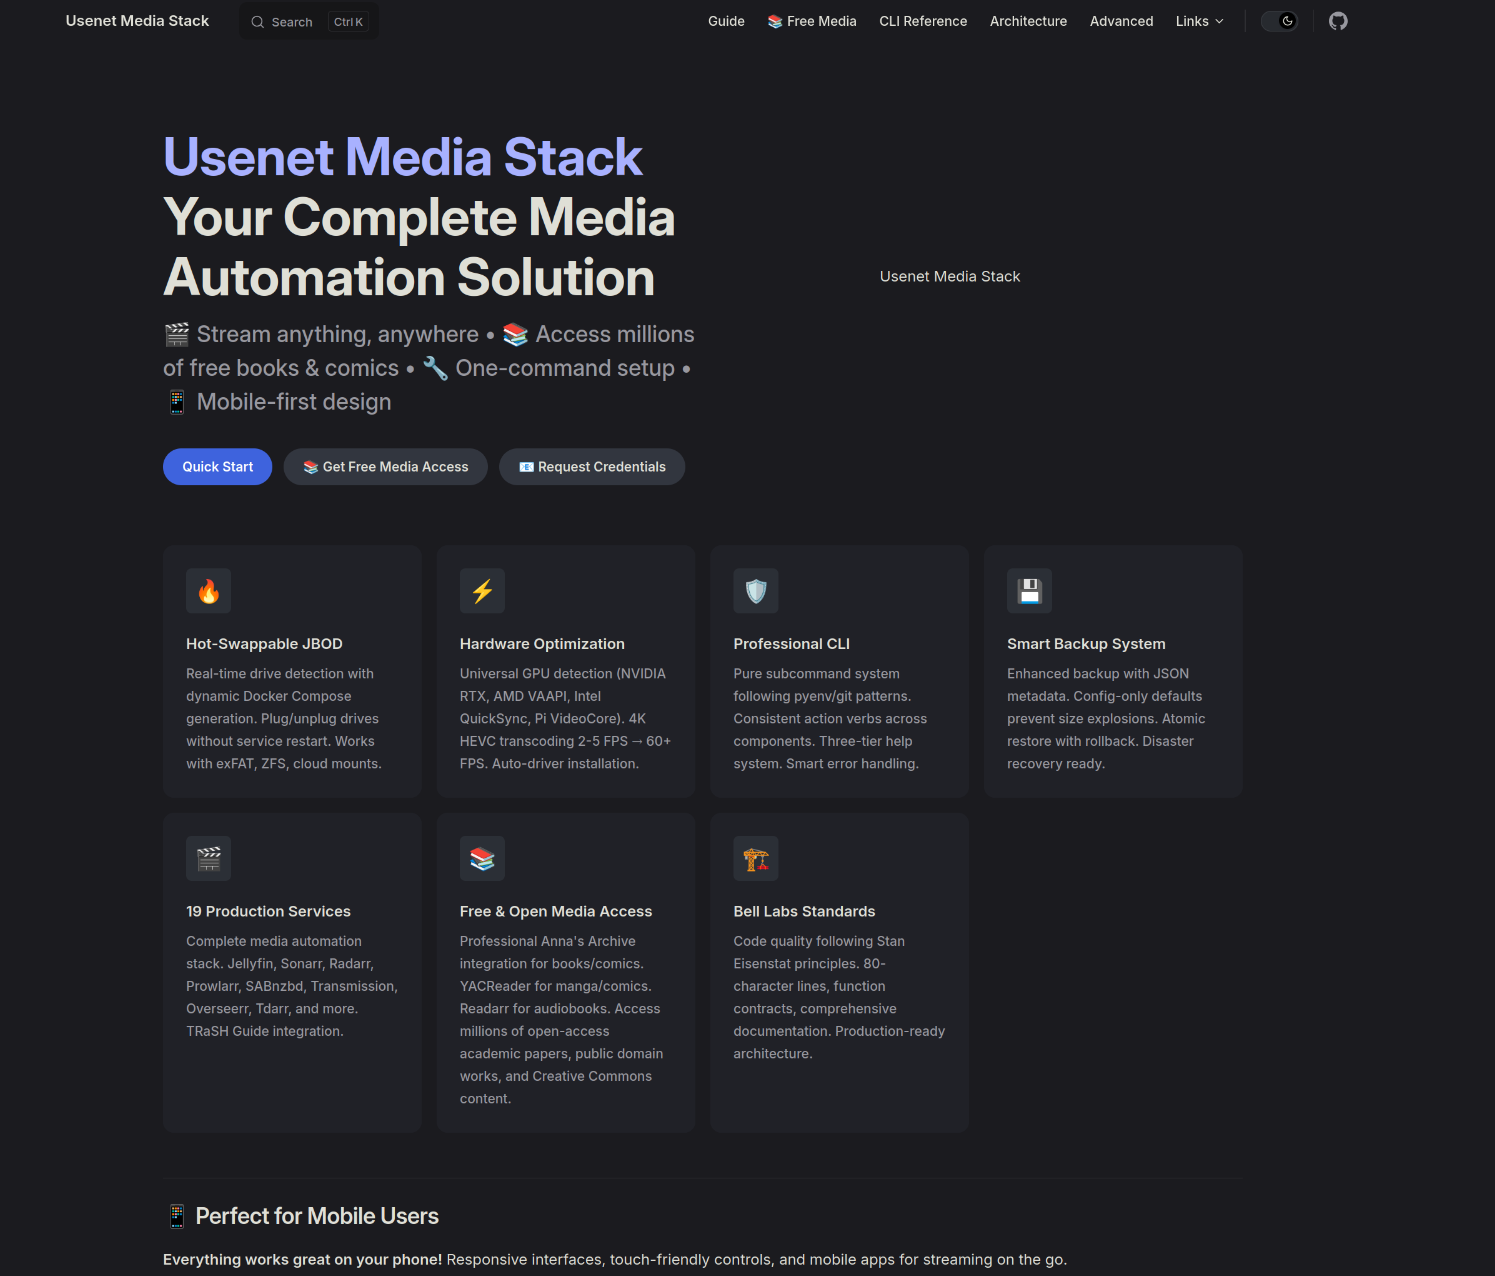 Usenet Media Stack
Search Ctrl K
Guide 📚 Free Media CLI Reference Architecture Advanced Links
Usenet Media Stack
Your Complete Media
Automation Solution
🎬 Stream anything, anywhere • 📚 Access millions
of free books & comics • 🔧 One-command setup •
📱 Mobile-first design
Usenet Media Stack
Quick Start
📚 Get Free Media Access
📧 Request Credentials
Hot-Swappable JBOD
Real-time drive detection with
dynamic Docker Compose
generation. Plug/unplug drives
without service restart. Works
with exFAT, ZFS, cloud mounts.
Hardware Optimization
Universal GPU detection (NVIDIA
RTX, AMD VAAPI, Intel
QuickSync, Pi VideoCore). 4K
HEVC transcoding 2-5 FPS → 60+
FPS. Auto-driver installation.
Professional CLI
Pure subcommand system
following pyenv/git patterns.
Consistent action verbs across
components. Three-tier help
system. Smart error handling.
Smart Backup System
Enhanced backup with JSON
metadata. Config-only defaults
prevent size explosions. Atomic
restore with rollback. Disaster
recovery ready.
19 Production Services
Complete media automation
stack. Jellyfin, Sonarr, Radarr,
Prowlarr, SABnzbd, Transmission,
Overseerr, Tdarr, and more.
TRaSH Guide integration.
Free & Open Media Access
Professional Anna's Archive
integration for books/comics.
YACReader for manga/comics.
Readarr for audiobooks. Access
millions of open-access
academic papers, public domain
works, and Creative Commons
content.
Bell Labs Standards
Code quality following Stan
Eisenstat principles. 80-
character lines, function
contracts, comprehensive
documentation. Production-ready
architecture.
📱 Perfect for Mobile Users
Everything works great on your phone! Responsive interfaces, touch-friendly controls, and mobile apps for streaming on the go.